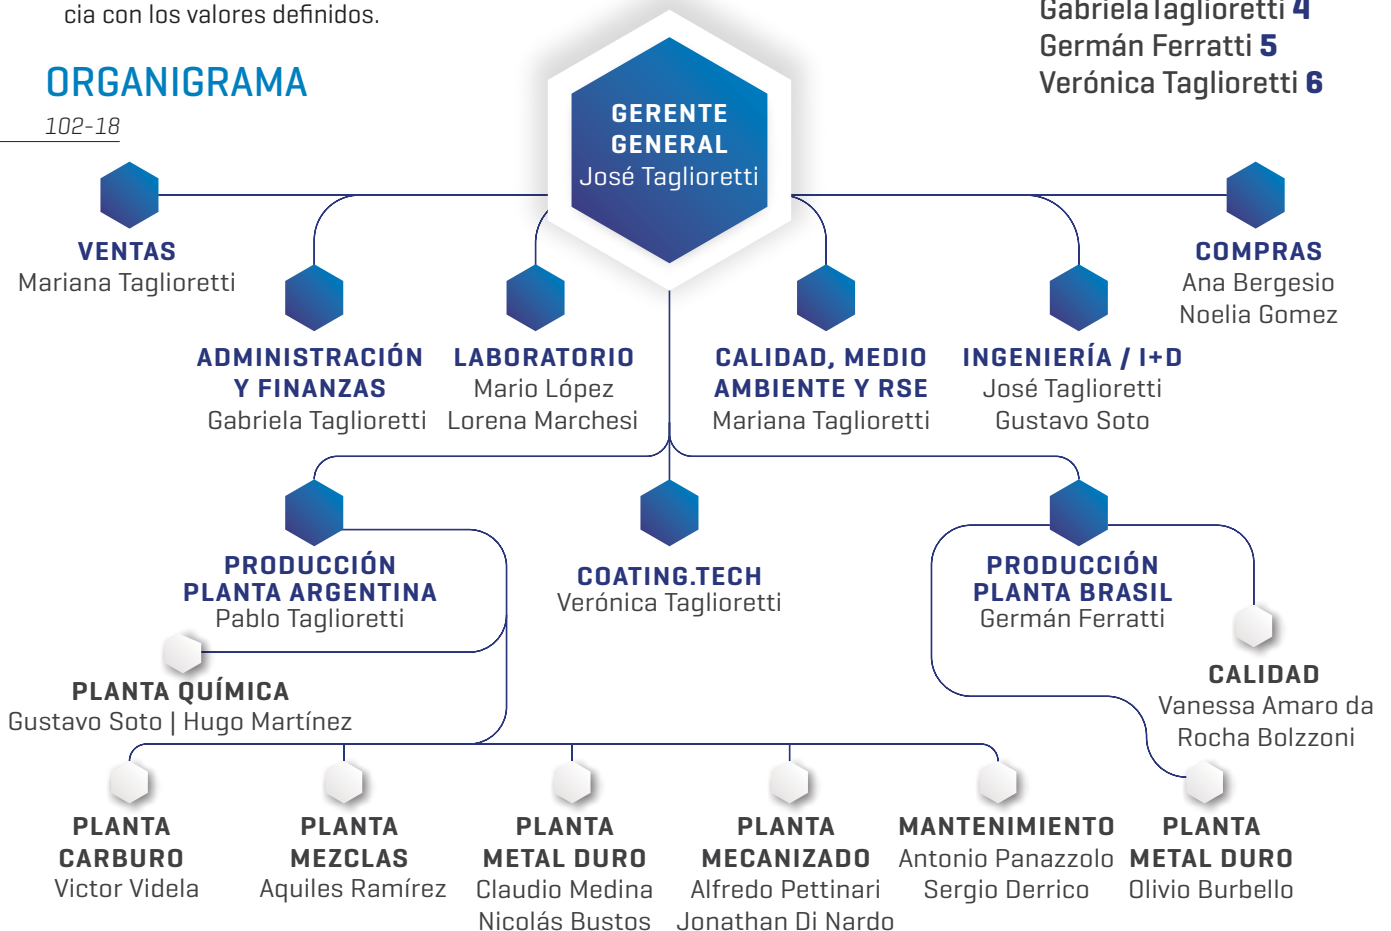 cia con los valores definidos.
GabrielaTaglioretti 4
Germán Ferratti 5
Verónica Taglioretti 6
ORGANIGRAMA
102-18
GERENTE
GENERAL
José Taglioretti
VENTAS
Mariana Taglioretti
COMPRAS
Ana Bergesio
Noelia Gomez
ADMINISTRACIÓN
Y FINANZAS
Gabriela Taglioretti
LABORATORIO
Mario López
Lorena Marchesi
CALIDAD, MEDIO
AMBIENTE Y RSE
Mariana Taglioretti
INGENIERÍA / I+D
José Taglioretti
Gustavo Soto
PRODUCCIÓN
PLANTA ARGENTINA
Pablo Taglioretti
COATING.TECH
Verónica Taglioretti
PRODUCCIÓN
PLANTA BRASIL
Germán Ferratti
PLANTA QUÍMICA
Gustavo Soto | Hugo Martínez
CALIDAD
Vanessa Amaro da
Rocha Bolzzoni
PLANTA
CARBURO
Victor Videla
PLANTA
MEZCLAS
Aquiles Ramírez
PLANTA
METAL DURO
Claudio Medina
Nicolás Bustos
PLANTA
MECANIZADO
Alfredo Pettinari
Jonathan Di Nardo
MANTENIMIENTO
Antonio Panazzolo
Sergio Derrico
PLANTA
METAL DURO
Olivio Burbello